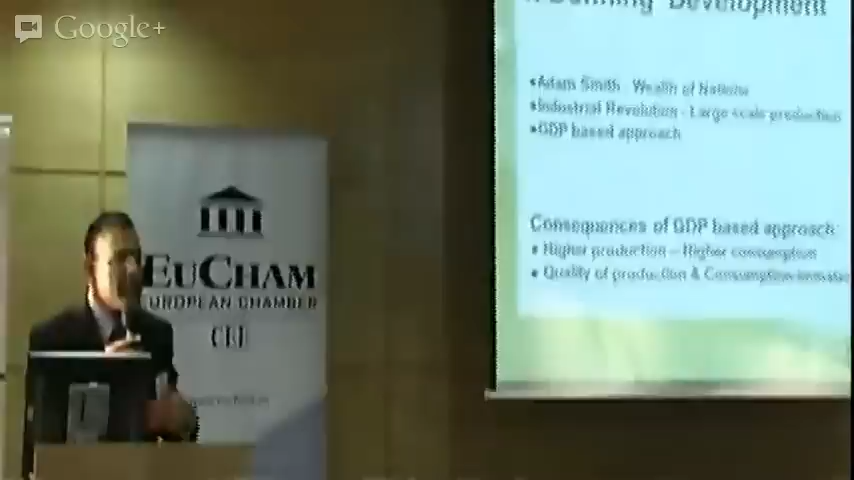 Google+
Defining Development
•Adam Smith - Wealth of Nations
•Industrial Revolution - Large scale production
•GDP based approach
Consequences of GDP based approach:
• Higher production – Higher consumption
• Quality of production & Consumption
EUCHAM
EUROPEAN CHAMBER
CEE